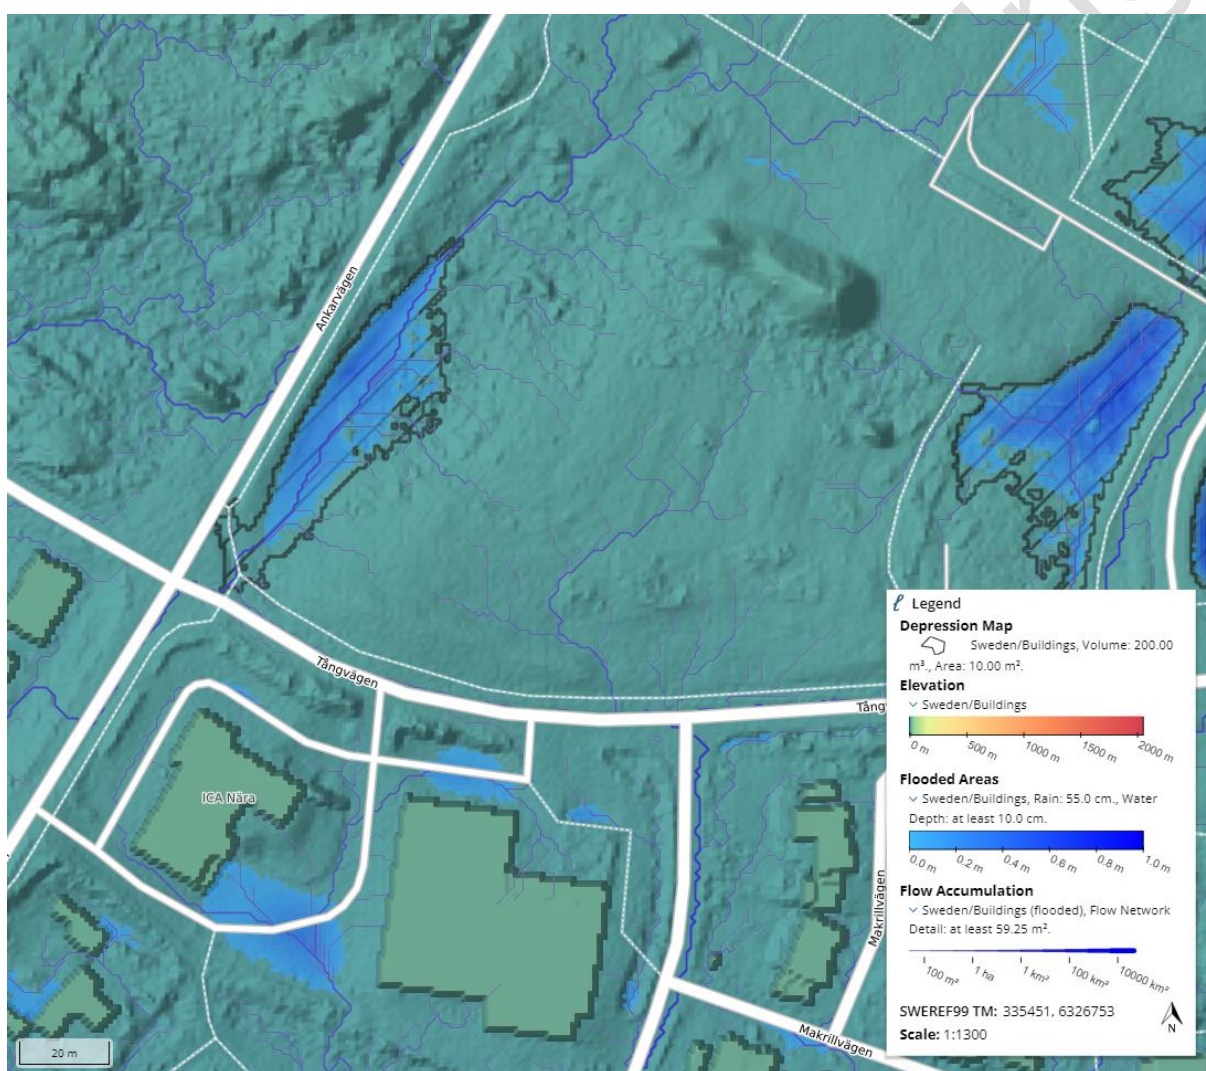 Ankarvägen
Tångvägen
Tång
ICA Nära
Makrillvägen
Makrillvägen
20 m
Legend
Depression Map
Sweden/Buildings, Volume: 200.00
m³., Area: 10.00 m².
Elevation
Sweden/Buildings
0 m 500 m 1000 m 1500 m 2000 m
Flooded Areas
Sweden/Buildings, Rain: 55.0 cm., Water
Depth: at least 10.0 cm.
0.0 m 0.2 m 0.4 m 0.6 m 0.8 m 1.0 m
Flow Accumulation
Sweden/Buildings (flooded), Flow Network
Detail: at least 59.25 m².
100 m² 1 ha 1 km² 100 km² 10000 km²
SWEREF99 TM: 335451, 6326753
Scale: 1:1300
N